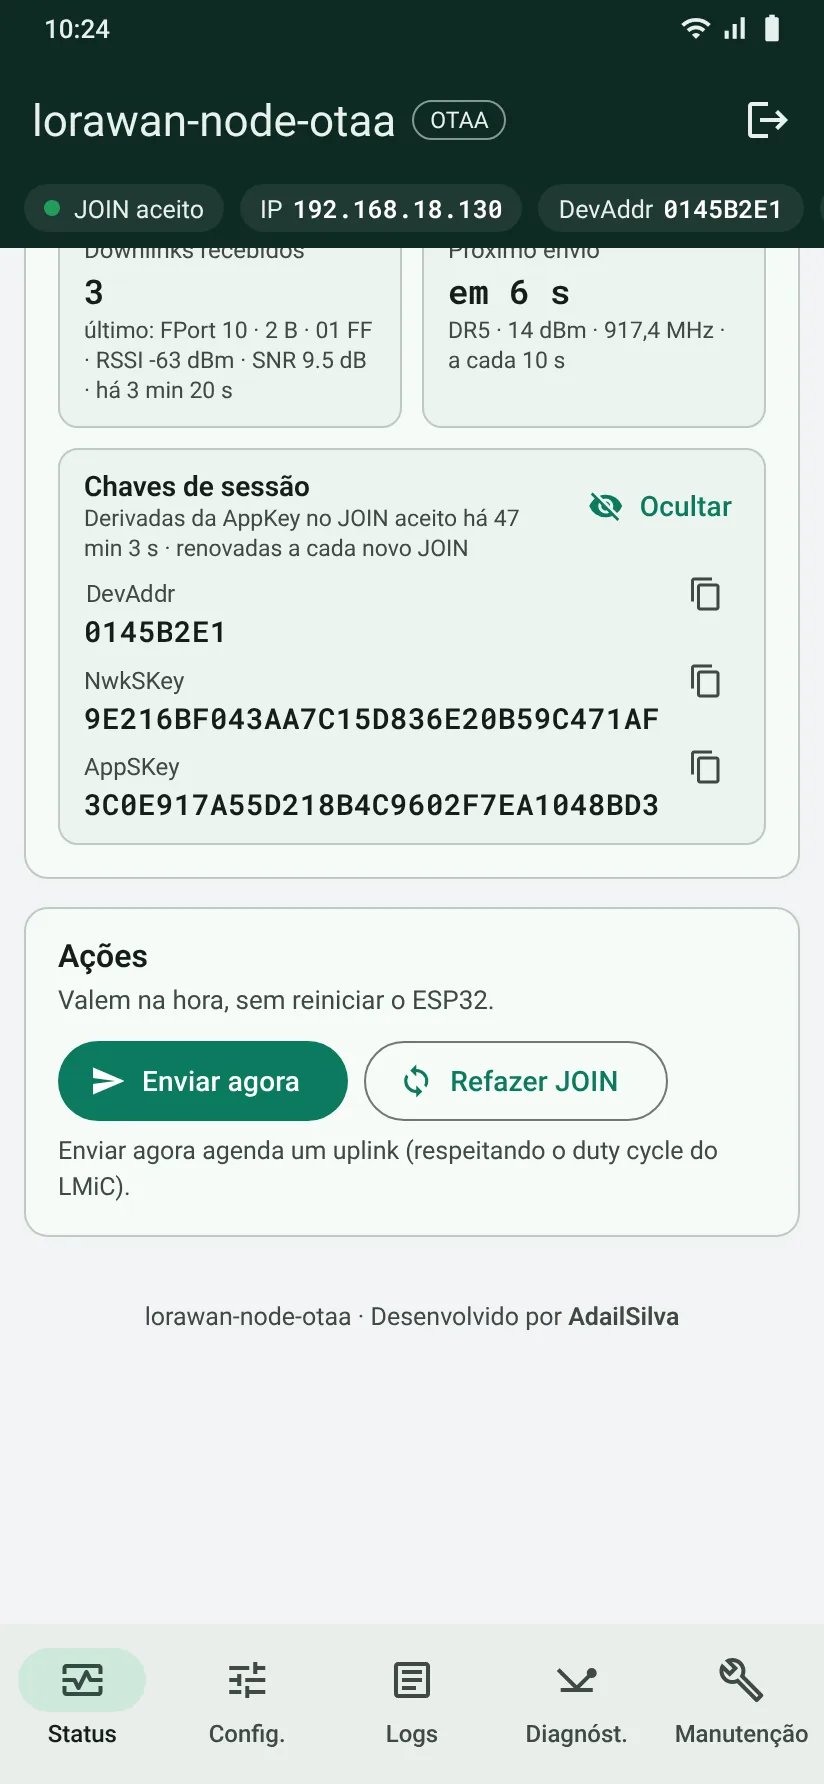 10:24
lorawan-node-otaa OTAA
JOIN aceito IP 192.168.18.130 DevAddr 0145B2E1
Downlinks recebidos
3
último: FPort 10 · 2 B · 01 FF
· RSSI -63 dBm · SNR 9.5 dB
· há 3 min 20 s
Próximo envio
em 6 s
DR5 · 14 dBm · 917,4 MHz ·
a cada 10 s
Chaves de sessão
Derivadas da AppKey no JOIN aceito há 47
min 3 s · renovadas a cada novo JOIN
Ocultar
DevAddr
0145B2E1
NwkSKey
9E216BF043AA7C15D836E20B59C471AF
AppSKey
3C0E917A55D218B4C9602F7EA1048BD3
Ações
Valem na hora, sem reiniciar o ESP32.
Enviar agora
Refazer JOIN
Enviar agora agenda um uplink (respeitando o duty cycle do
LMiC).
lorawan-node-otaa · Desenvolvido por AdailSilva
Status
Config.
Logs
Diagnóst.
Manutenção